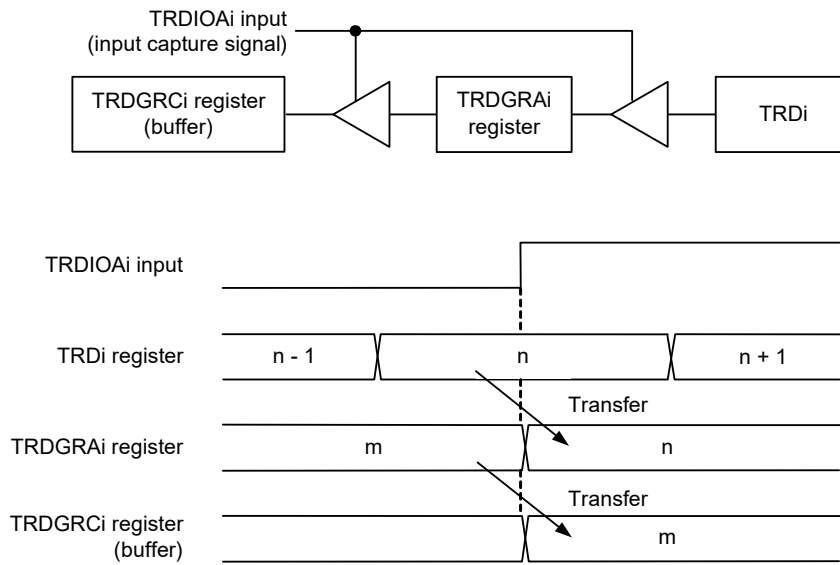 TRDIOAi input
(input capture signal)
TRDGRCi register
(buffer)
TRDGRAi
register
TRDi
TRDIOAi input
TRDi register
n - 1
n
n + 1
Transfer
TRDGRAi register
m
n
Transfer
TRDGRCi register
(buffer)
m